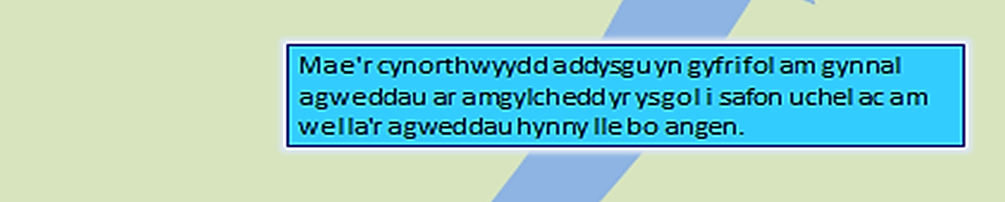 Mae'r cynorthwyydd addysgu yn gyfrifol am gynnal
agweddau ar amgylchedd yr ysgol i safon uchel ac am
wella'r agweddau hynny lle bo angen.